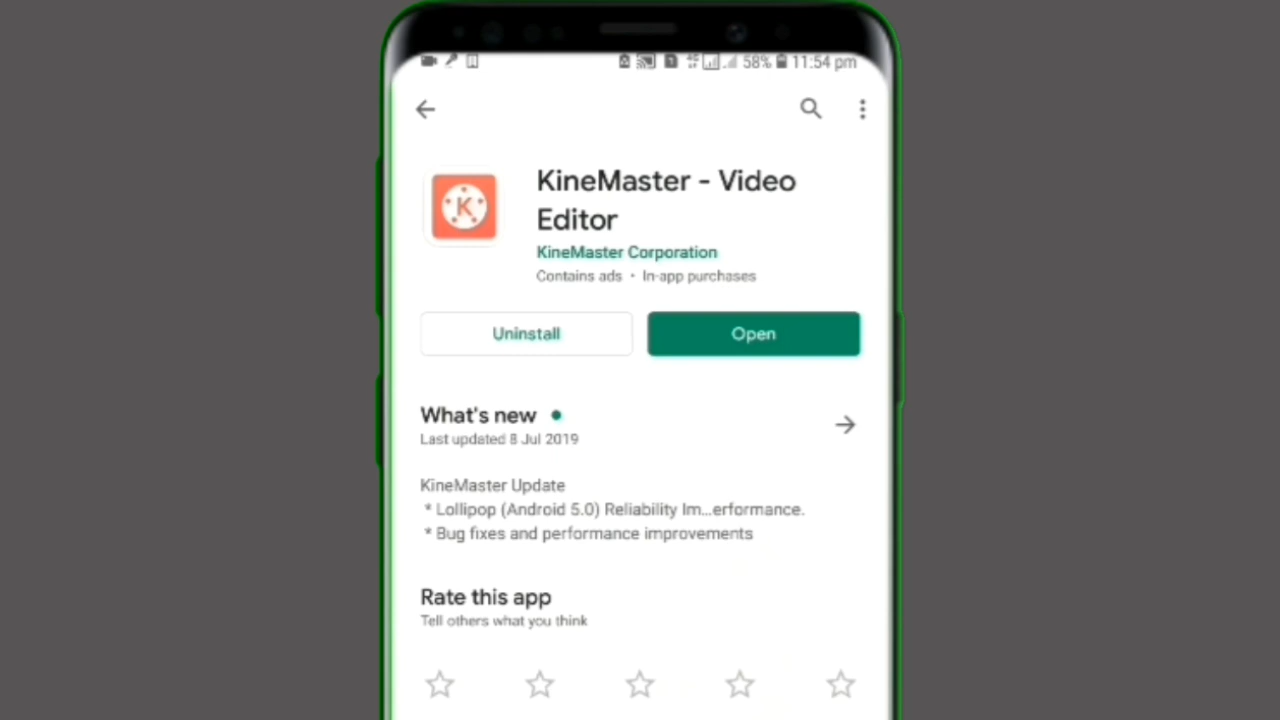 58% 11:54 pm
K
KineMaster - Video
Editor
KineMaster Corporation
Contains ads • In-app purchases
Uninstall
Open
What's new
Last updated 8 Jul 2019
KineMaster Update
* Lollipop (Android 5.0) Reliability Im...erformance.
* Bug fixes and performance improvements
Rate this app
Tell others what you think